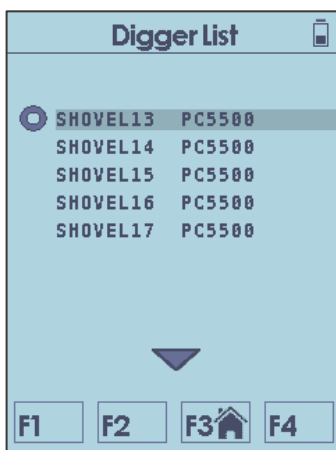 Digger List
SHOVEL13 PC5500
SHOVEL14 PC5500
SHOVEL15 PC5500
SHOVEL16 PC5500
SHOVEL17 PC5500
F1 F2 F3 F4